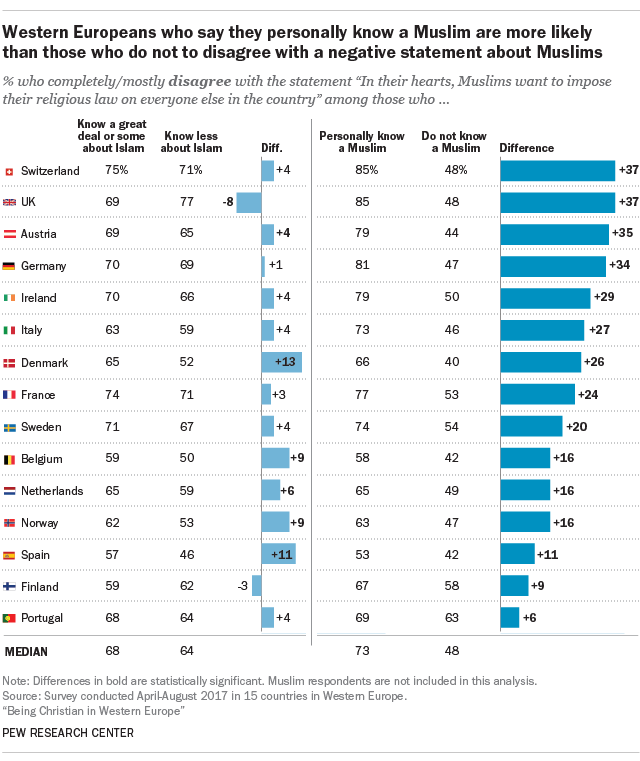 Western Europeans who say they personally know a Muslim are more likely
than those who do not to disagree with a negative statement about Muslims
% who completely/mostly disagree with the statement “In their hearts, Muslims want to impose
their religious law on everyone else in the country” among those who ...
Know a great
deal or some
about Islam
Know less
about Islam
Diff.
Personally know
a Muslim
Do not know
a Muslim
Difference
Switzerland 75% 71% +4 85% 48% +37
UK 69 77 -8 85 48 +37
Austria 69 65 +4 79 44 +35
Germany 70 69 +1 81 47 +34
Ireland 70 66 +4 79 50 +29
Italy 63 59 +4 73 46 +27
Denmark 65 52 +13 66 40 +26
France 74 71 +3 77 53 +24
Sweden 71 67 +4 74 54 +20
Belgium 59 50 +9 58 42 +16
Netherlands 65 59 +6 65 49 +16
Norway 62 53 +9 63 47 +16
Spain 57 46 +11 53 42 +11
Finland 59 62 -3 67 58 +9
Portugal 68 64 +4 69 63 +6
MEDIAN 68 64 73 48
Note: Differences in bold are statistically significant. Muslim respondents are not included in this analysis.
Source: Survey conducted April-August 2017 in 15 countries in Western Europe.
“Being Christian in Western Europe”
PEW RESEARCH CENTER